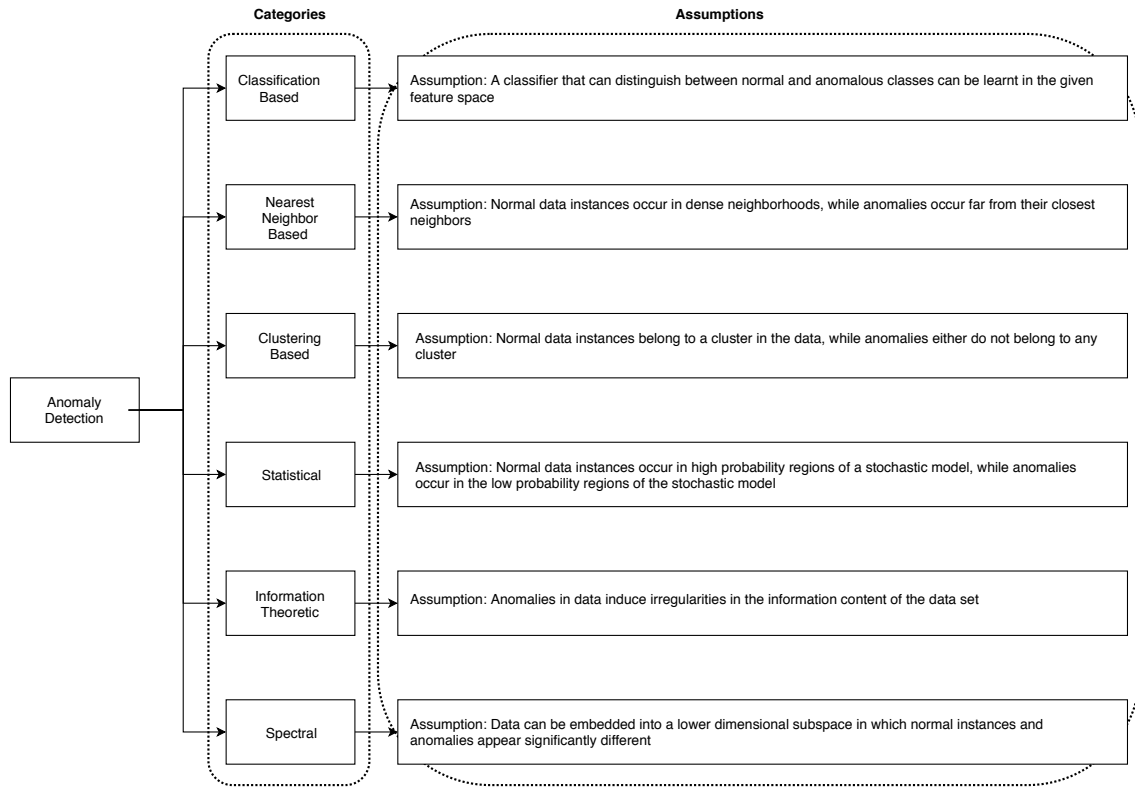 Categories
Assumptions
Classification
Based
Assumption: A classifier that can distinguish between normal and anomalous classes can be learnt in the given
feature space
Nearest
Neighbor
Based
Assumption: Normal data instances occur in dense neighborhoods, while anomalies occur far from their closest
neighbors
Clustering
Based
Assumption: Normal data instances belong to a cluster in the data, while anomalies either do not belong to any
cluster
Anomaly
Detection
Statistical
Assumption: Normal data instances occur in high probability regions of a stochastic model, while anomalies
occur in the low probability regions of the stochastic model
Information
Theoretic
Assumption: Anomalies in data induce irregularities in the information content of the data set
Spectral
Assumption: Data can be embedded into a lower dimensional subspace in which normal instances and
anomalies appear significantly different